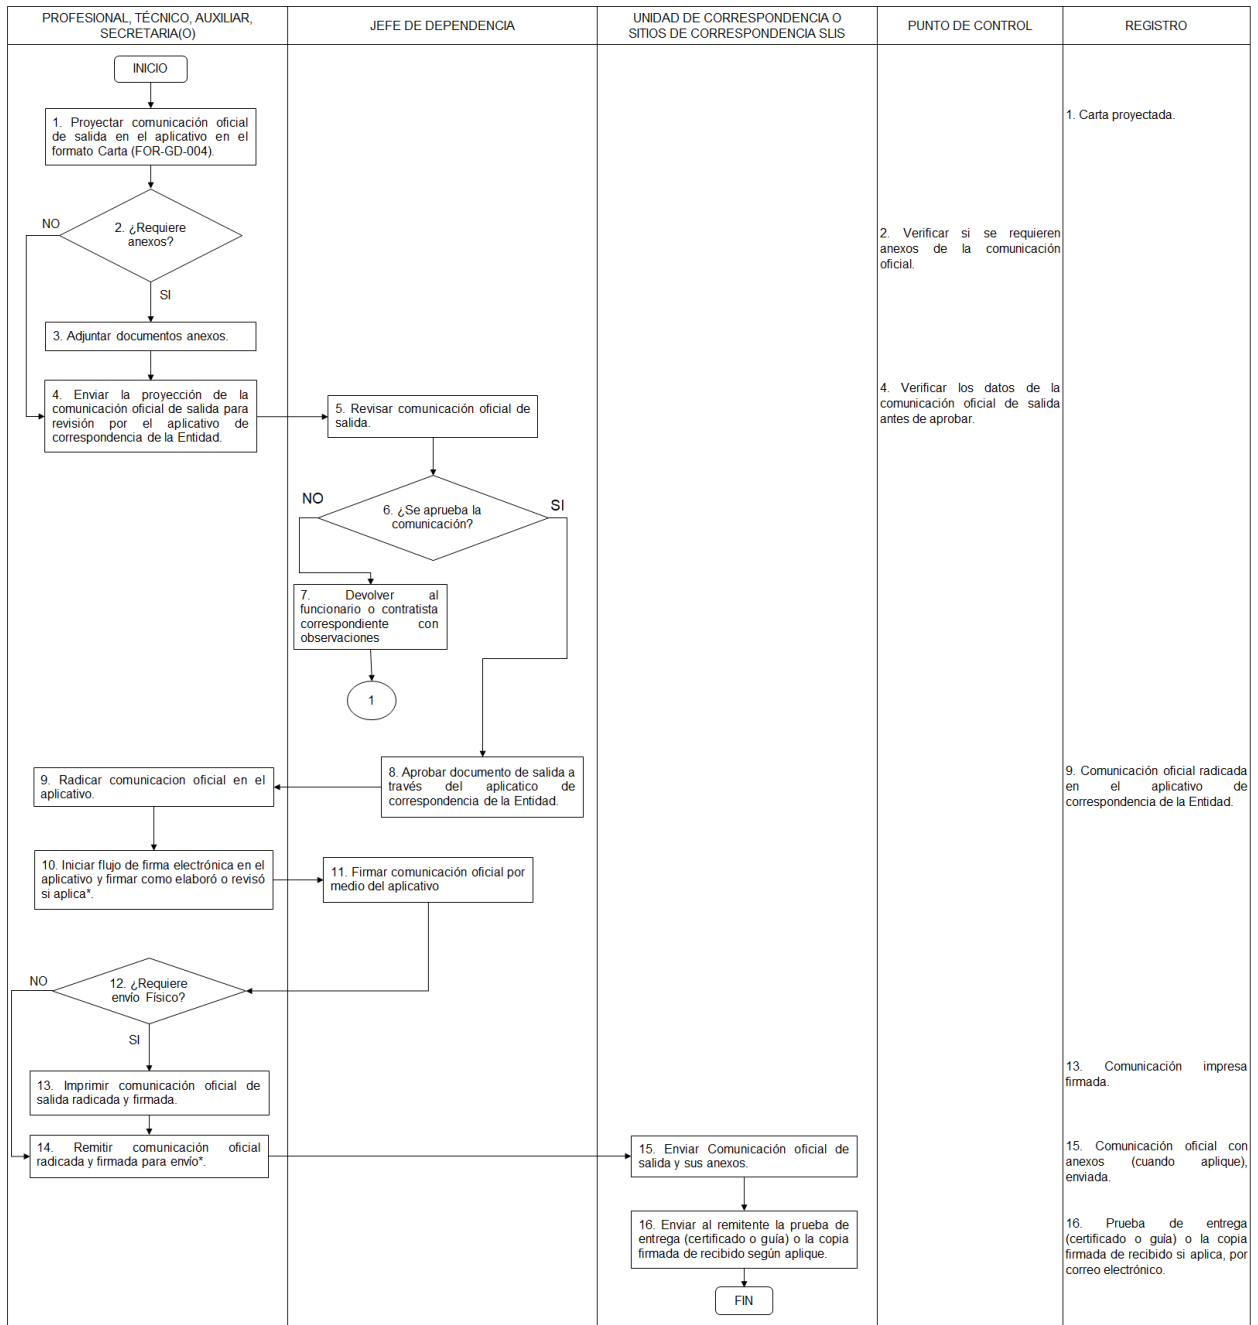 PROFESIONAL, TÉCNICO, AUXILIAR,
SECRETARIA(O)
JEFE DE DEPENDENCIA
UNIDAD DE CORRESPONDENCIA O
SITIOS DE CORRESPONDENCIA SLIS
PUNTO DE CONTROL
REGISTRO
INICIO
1. Proyectar comunicación oficial
de salida en el aplicativo en el
formato Carta (FOR-GD-004).
1. Carta proyectada.
NO
2. ¿Requiere
anexos?
SI
2. Verificar si se requieren
anexos de la comunicación
oficial.
3. Adjuntar documentos anexos.
4. Enviar la proyección de la
comunicación oficial de salida para
revisión por el aplicativo de
correspondencia de la Entidad.
5. Revisar comunicación oficial de
salida.
4. Verificar los datos de la
comunicación oficial de salida
antes de aprobar.
NO
6. ¿Se aprueba la
comunicación?
SI
7. Devolver al
funcionario o contratista
correspondiente con
observaciones
1
8. Aprobar documento de salida a
través del aplicatico de
correspondencia de la Entidad.
9. Radicar comunicacion oficial en el
aplicativo.
9. Comunicación oficial radicada
en el aplicativo de
correspondencia de la Entidad.
10. Iniciar flujo de firma electrónica en el
aplicativo y firmar como elaboró o revisó
si aplica*.
11. Firmar comunicación oficial por
medio del aplicativo
NO
12. ¿Requiere
envío Físico?
SI
13. Imprimir comunicación oficial de
salida radicada y firmada.
13. Comunicación impresa
firmada.
14. Remitir comunicación oficial
radicada y firmada para envío*.
15. Enviar Comunicación oficial de
salida y sus anexos.
15. Comunicación oficial con
anexos (cuando aplique),
enviada.
16. Enviar al remitente la prueba de
entrega (certificado o guía) o la copia
firmada de recibido según aplique.
16. Prueba de entrega
(certificado o guía) o la copia
firmada de recibido si aplica, por
correo electrónico.
FIN